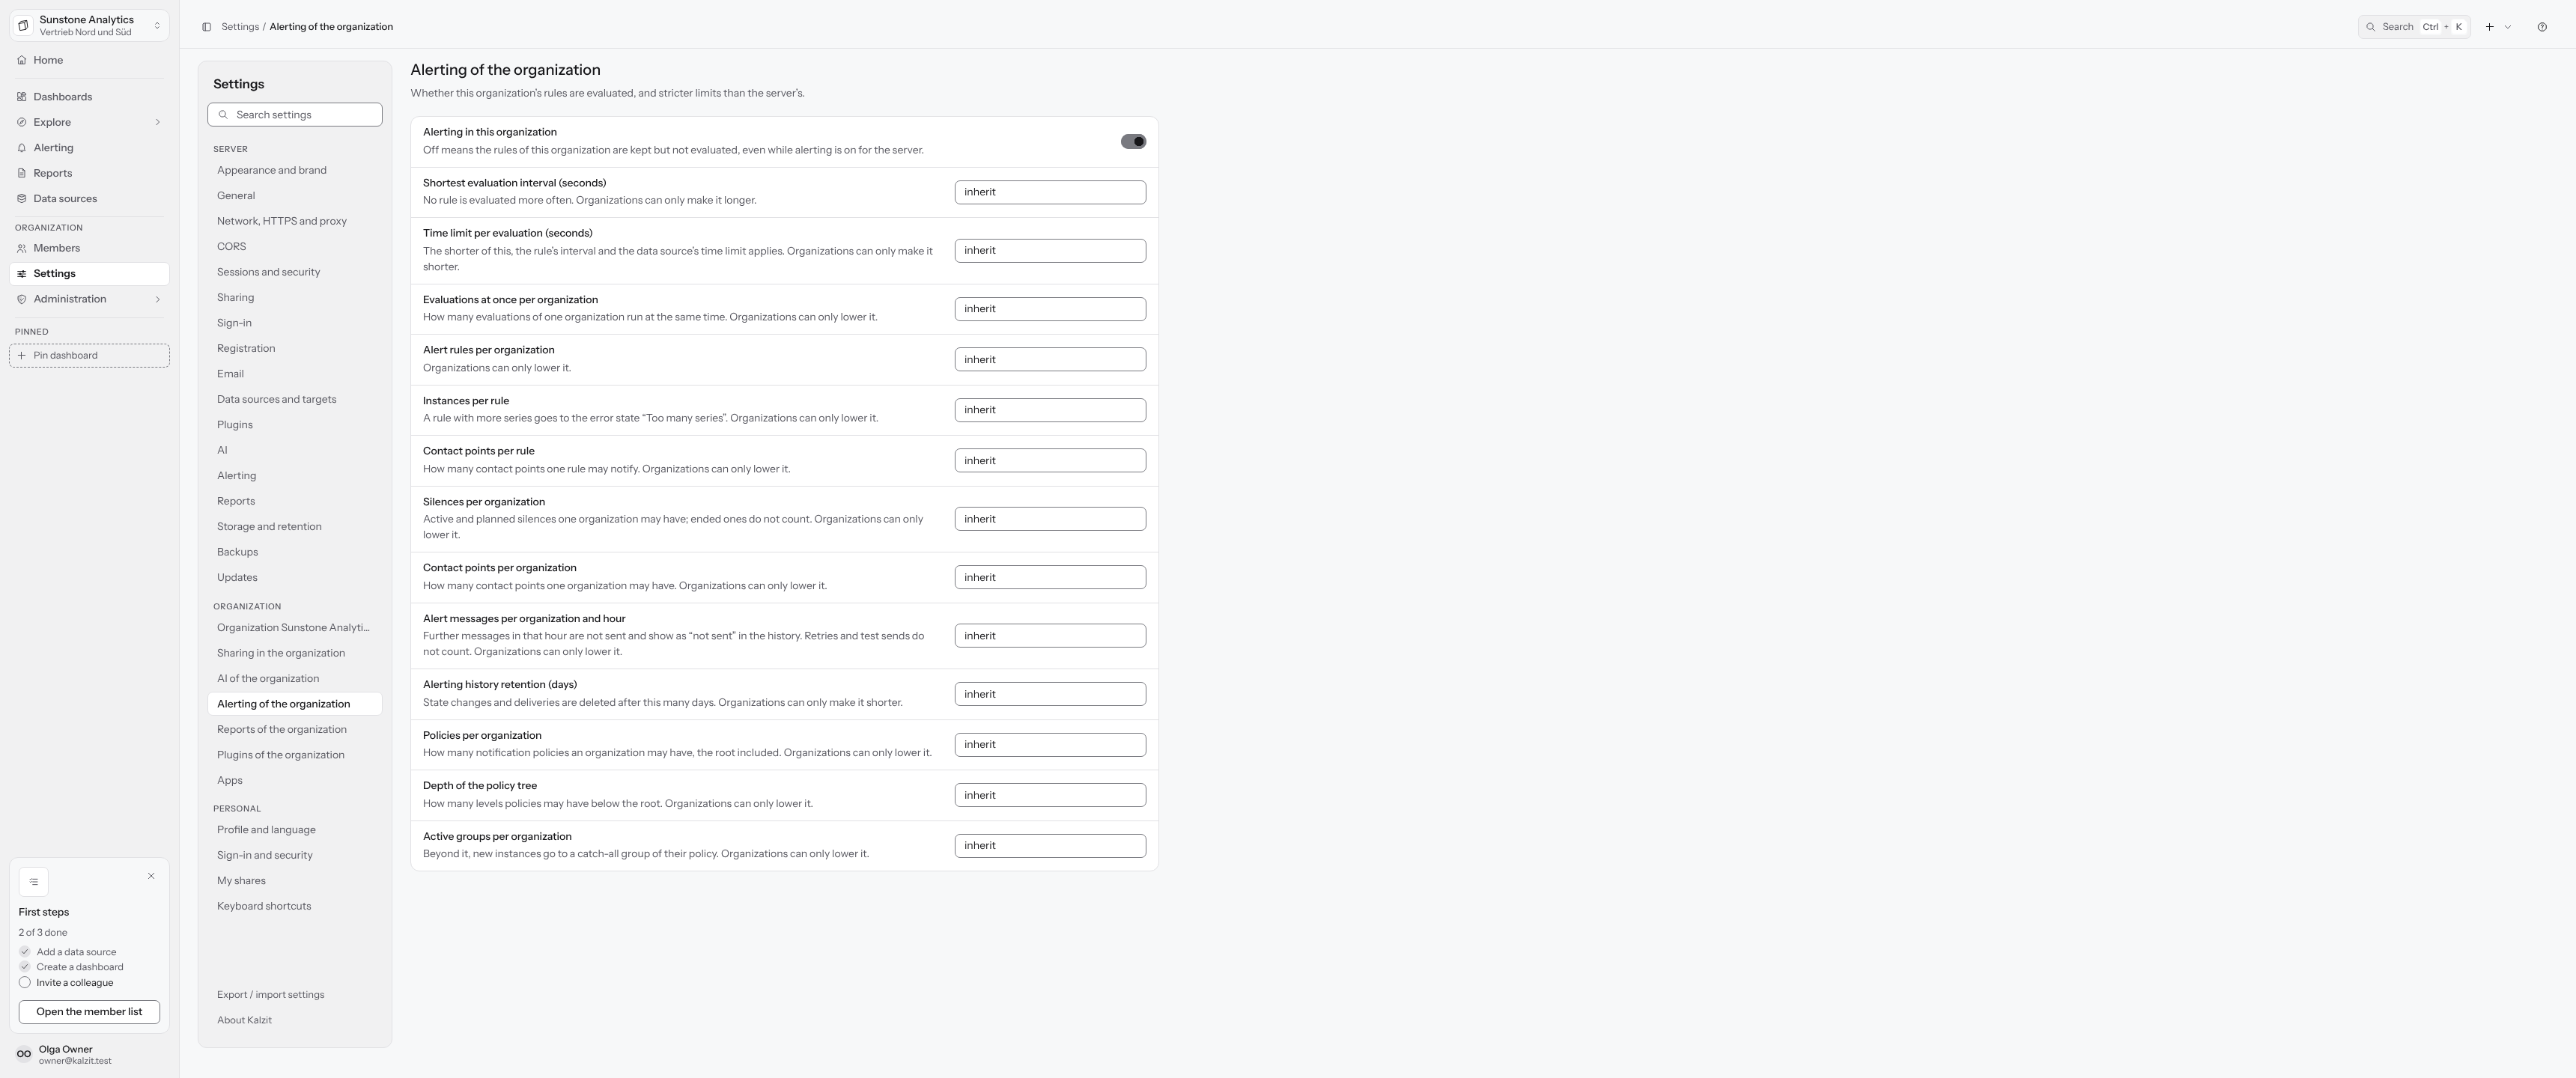 Sunstone Analytics
Vertrieb Nord und Süd
Home
Dashboards
Explore
Alerting
Reports
Data sources
ORGANIZATION
Members
Settings
Administration
PINNED
Pin dashboard
First steps
2 of 3 done
Add a data source
Create a dashboard
Invite a colleague
Open the member list
OO
Olga Owner
owner@kalzit.test
Settings / Alerting of the organization
Search Ctrl + K
Settings
Search settings
SERVER
Appearance and brand
General
Network, HTTPS and proxy
CORS
Sessions and security
Sharing
Sign-in
Registration
Email
Data sources and targets
Plugins
AI
Alerting
Reports
Storage and retention
Backups
Updates
ORGANIZATION
Organization Sunstone Analyti...
Sharing in the organization
AI of the organization
Alerting of the organization
Reports of the organization
Plugins of the organization
Apps
PERSONAL
Profile and language
Sign-in and security
My shares
Keyboard shortcuts
Export / import settings
About Kalzit
Alerting of the organization
Whether this organization's rules are evaluated, and stricter limits than the server's.
Alerting in this organization
Off means the rules of this organization are kept but not evaluated, even while alerting is on for the server.
Shortest evaluation interval (seconds)
No rule is evaluated more often. Organizations can only make it longer.
inherit
Time limit per evaluation (seconds)
The shorter of this, the rule's interval and the data source's time limit applies. Organizations can only make it
shorter.
inherit
Evaluations at once per organization
How many evaluations of one organization run at the same time. Organizations can only lower it.
inherit
Alert rules per organization
Organizations can only lower it.
inherit
Instances per rule
A rule with more series goes to the error state “Too many series”. Organizations can only lower it.
inherit
Contact points per rule
How many contact points one rule may notify. Organizations can only lower it.
inherit
Silences per organization
Active and planned silences one organization may have; ended ones do not count. Organizations can only
lower it.
inherit
Contact points per organization
How many contact points one organization may have. Organizations can only lower it.
inherit
Alert messages per organization and hour
Further messages in that hour are not sent and show as “not sent” in the history. Retries and test sends do
not count. Organizations can only lower it.
inherit
Alerting history retention (days)
State changes and deliveries are deleted after this many days. Organizations can only make it shorter.
inherit
Policies per organization
How many notification policies an organization may have, the root included. Organizations can only lower it.
inherit
Depth of the policy tree
How many levels policies may have below the root. Organizations can only lower it.
inherit
Active groups per organization
Beyond it, new instances go to a catch-all group of their policy. Organizations can only lower it.
inherit